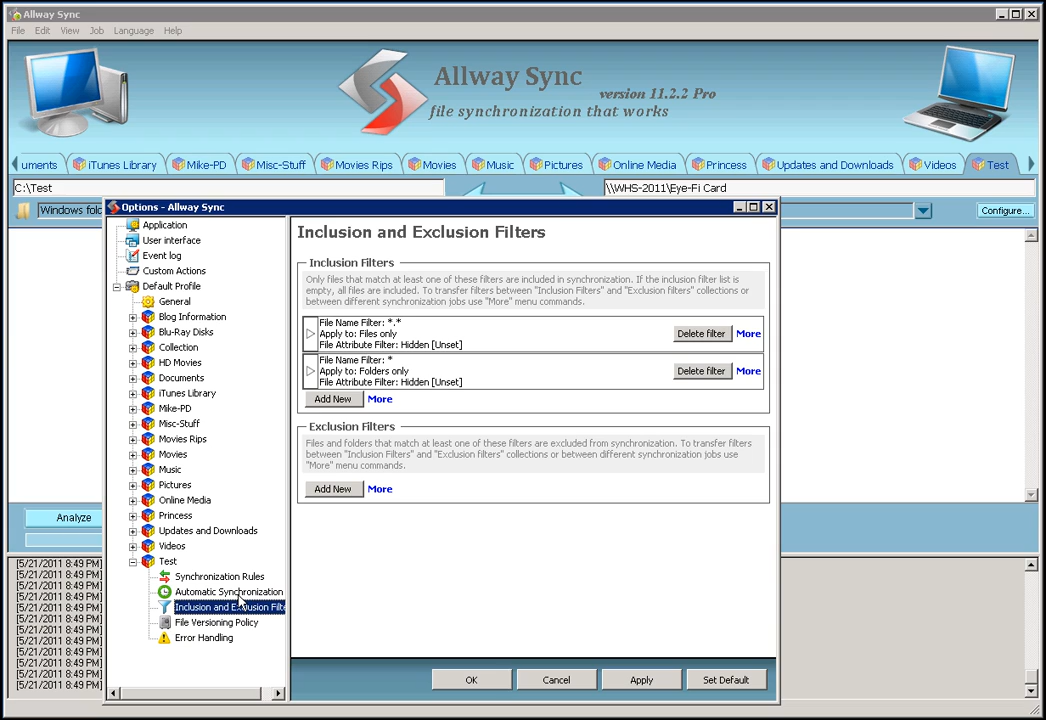 Allway Sync
File Edit View Job Language Help
Allway Sync
version 11.2.2 Pro
file synchronization that works
uments iTunes Library Mike-PD Misc-Stuff Movies Rips Movies Music Pictures Online Media Princess Updates and Downloads Videos Test
C:\Test
\\WHS-2011\Eye-Fi Card
Windows fol
Configure...
Options - Allway Sync
Application
User interface
Event log
Custom Actions
Default Profile
General
Blog Information
Blu-Ray Disks
Collection
HD Movies
Documents
iTunes Library
Mike-PD
Misc-Stuff
Movies Rips
Movies
Music
Pictures
Online Media
Princess
Updates and Downloads
Videos
Test
Synchronization Rules
Automatic Synchronization
Inclusion and Exclusion Filte
File Versioning Policy
Error Handling
Inclusion and Exclusion Filters
Inclusion Filters
Only files that match at least one of these filters are included in synchronization. If the inclusion filter list is
empty, all files are included. To transfer filters between "Inclusion Filters" and "Exclusion filters" collections or
between different synchronization jobs use "More" menu commands.
File Name Filter: *.*
Apply to: Files only
File Attribute Filter: Hidden [Unset]
Delete filter More
File Name Filter: *
Apply to: Folders only
File Attribute Filter: Hidden [Unset]
Delete filter More
Add New More
Exclusion Filters
Files and folders that match at least one of these filters are excluded from synchronization. To transfer filters
between "Inclusion Filters" and "Exclusion filters" collections or between different synchronization jobs use
"More" menu commands.
Add New More
OK Cancel Apply Set Default
Analyze
[5/21/2011 8:49 PM]
[5/21/2011 8:49 PM]
[5/21/2011 8:49 PM]
[5/21/2011 8:49 PM]
[5/21/2011 8:49 PM]
[5/21/2011 8:49 PM]
[5/21/2011 8:49 PM]
[5/21/2011 8:49 PM]
[5/21/2011 8:49 PM]
[5/21/2011 8:49 PM]
[5/21/2011 8:49 PM]